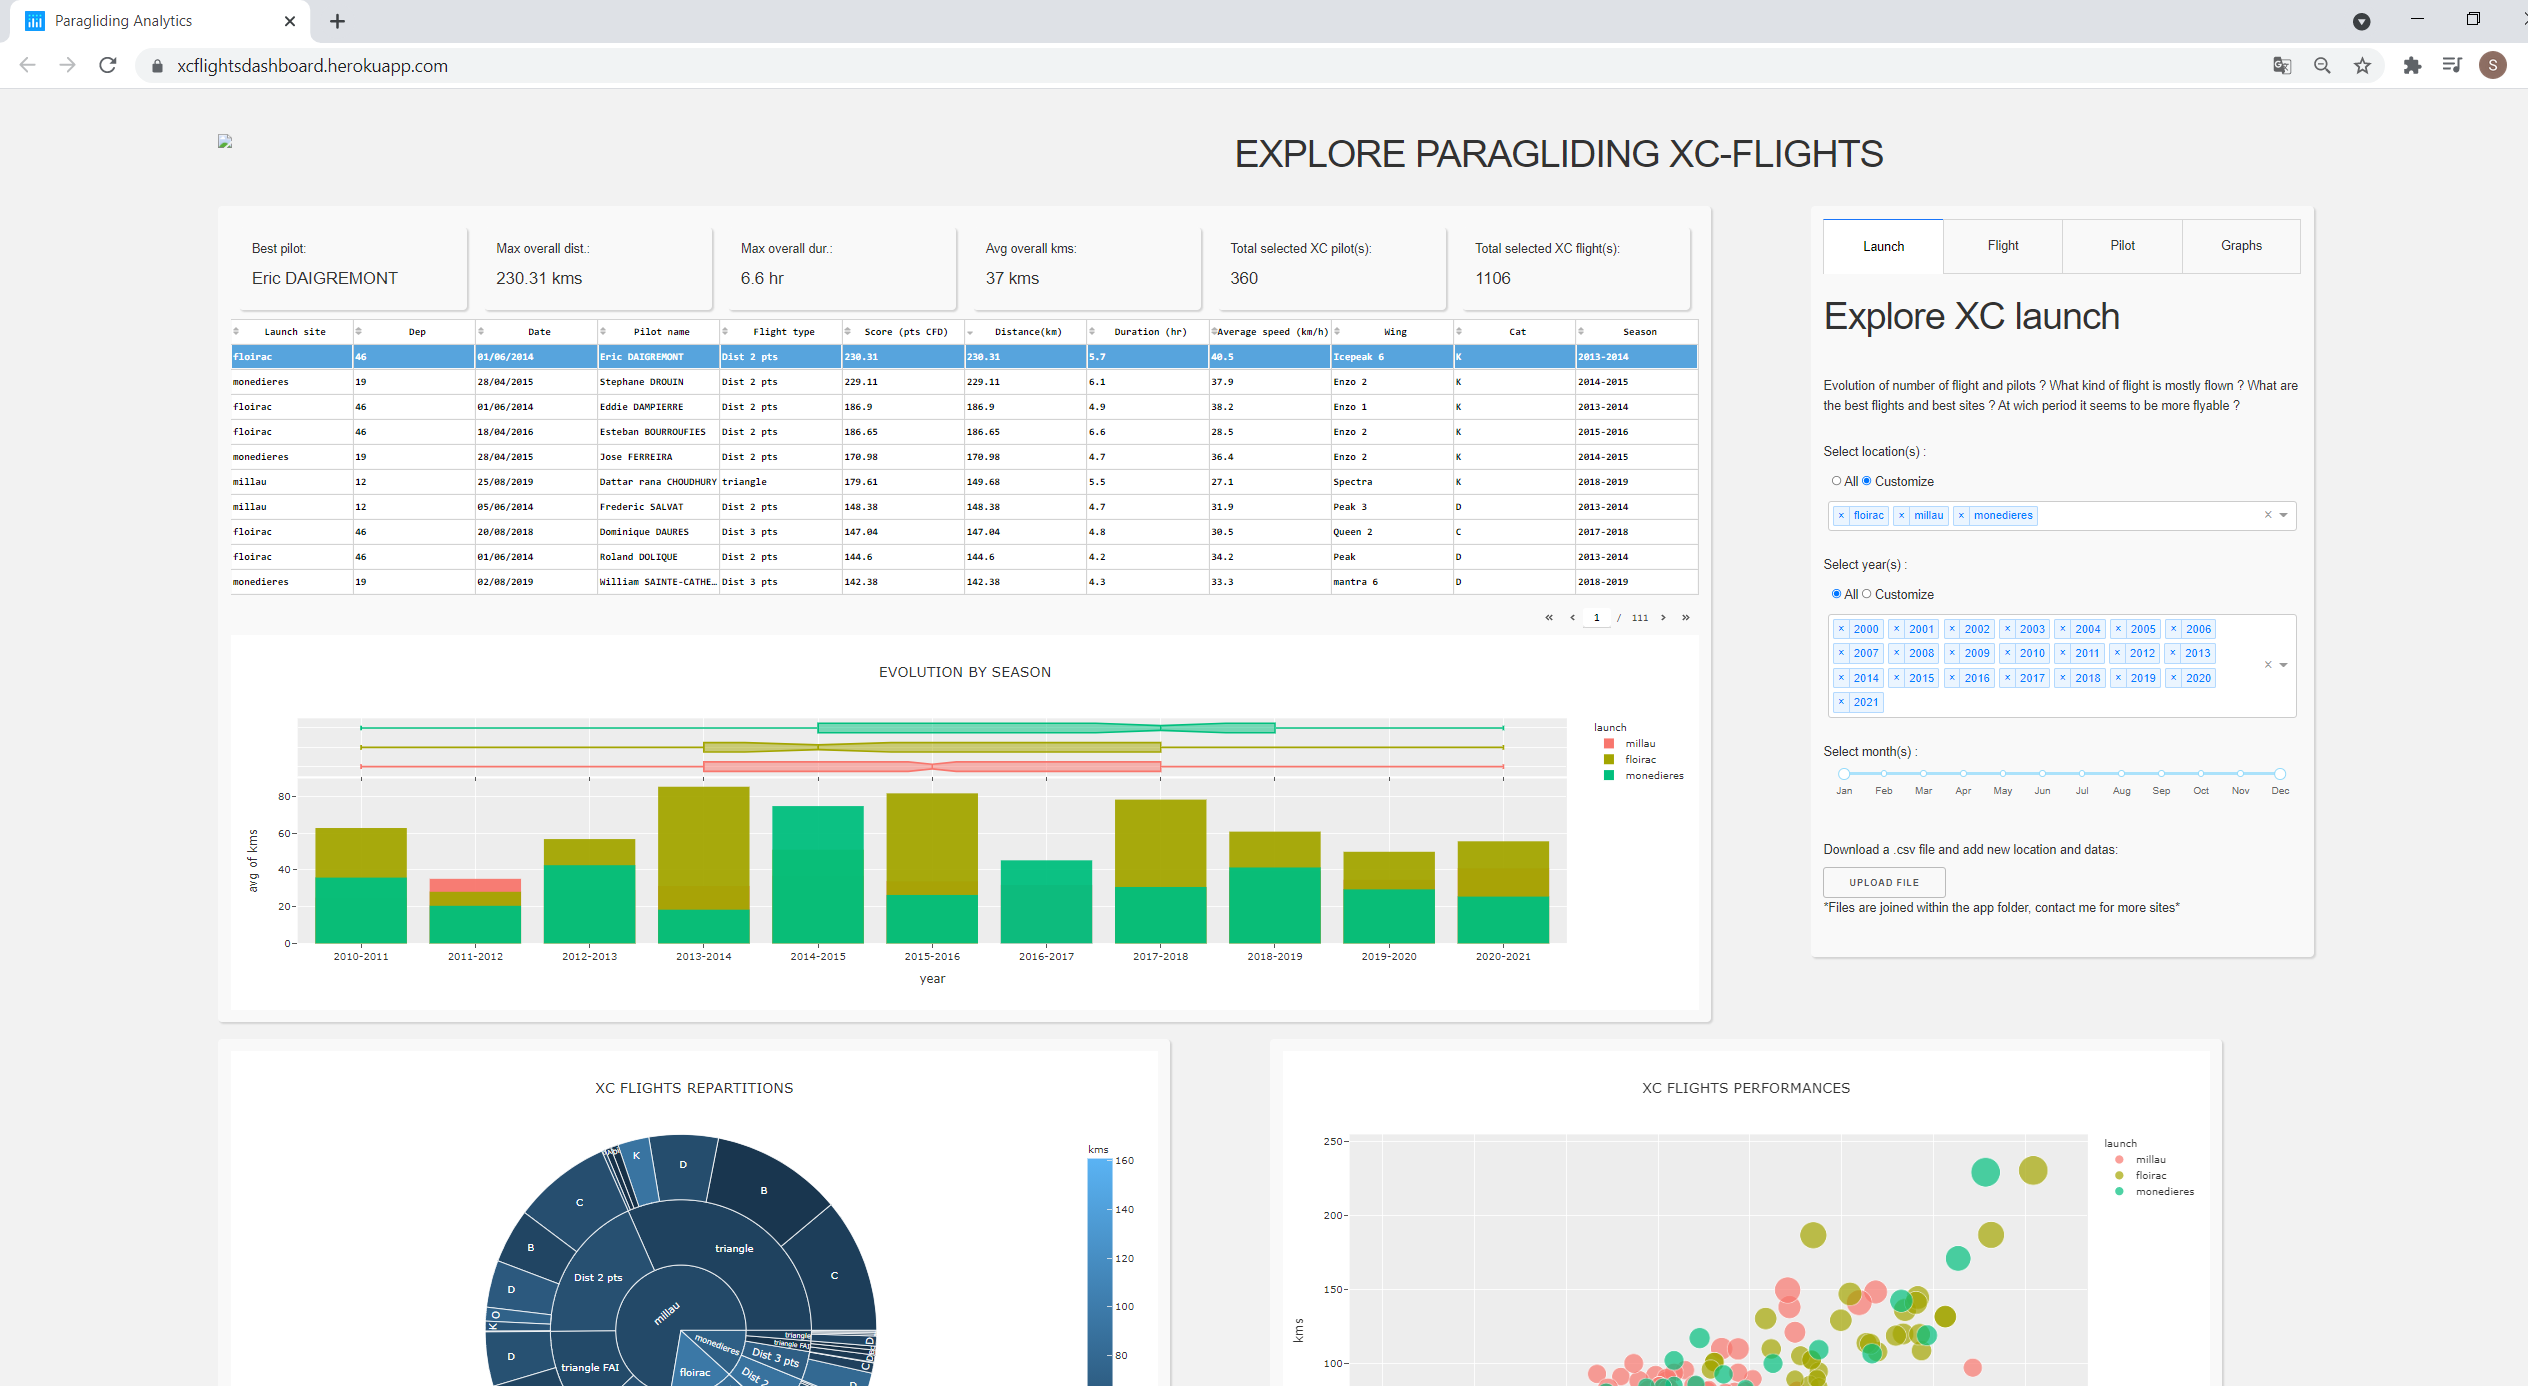 Paragliding Analytics
xcflightsdashboard.herokuapp.com
S
EXPLORE PARAGLIDING XC-FLIGHTS
Best pilot: Max overall dist.: Max overall dur.: Avg overall kms: Total selected XC pilot(s): Total selected XC flight(s):
Eric DAIGREMONT 230.31 kms 6.6 hr 37 kms 360 1106
Launch site Dep Date Pilot name Flight type Score (pts CFD) Distance(km) Duration (hr) Average speed (km/h) Wing Cat Season
floirac 46 01/06/2014 Eric DAIGREMONT Dist 2 pts 230.31 230.31 5.7 40.5 Icepeak 6 K 2013-2014
monedieres 19 28/04/2015 Stephane DROUIN Dist 2 pts 229.11 229.11 6.1 37.9 Enzo 2 K 2014-2015
floirac 46 01/06/2014 Eddie DAMPIERRE Dist 2 pts 186.9 186.9 4.9 38.2 Enzo 1 K 2013-2014
floirac 46 18/04/2016 Esteban BOURROUFIES Dist 2 pts 186.65 186.65 6.6 28.5 Enzo 2 K 2015-2016
monedieres 19 28/04/2015 Jose FERREIRA Dist 2 pts 170.98 170.98 4.7 36.4 Enzo 2 K 2014-2015
millau 12 25/08/2019 Dattar rana CHOUDHURY triangle 179.61 149.68 5.5 27.1 Spectra K 2018-2019
millau 12 05/06/2014 Frederic SALVAT Dist 2 pts 148.38 148.38 4.7 31.9 Peak 3 D 2013-2014
floirac 46 20/08/2018 Dominique DAURES Dist 3 pts 147.04 147.04 4.8 30.5 Queen 2 C 2017-2018
floirac 46 01/06/2014 Roland DOLIQUE Dist 2 pts 144.6 144.6 4.2 34.2 Peak D 2013-2014
monedieres 19 02/08/2019 William SAINTE-CATHE… Dist 3 pts 142.38 142.38 4.3 33.3 mantra 6 D 2018-2019
« ‹ 1 / 111 › »
EVOLUTION BY SEASON
launch
millau
floirac
monedieres
avg of kms
80
60
40
20
0
2010-2011 2011-2012 2012-2013 2013-2014 2014-2015 2015-2016 2016-2017 2017-2018 2018-2019 2019-2020 2020-2021
year
Launch Flight Pilot Graphs
Explore XC launch
Evolution of number of flight and pilots ? What kind of flight is mostly flown ? What are
the best flights and best sites ? At wich period it seems to be more flyable ?
Select location(s) :
All Customize
× floirac × millau × monedieres ×
Select year(s) :
All Customize
× 2000 × 2001 × 2002 × 2003 × 2004 × 2005 × 2006
× 2007 × 2008 × 2009 × 2010 × 2011 × 2012 × 2013
× 2014 × 2015 × 2016 × 2017 × 2018 × 2019 × 2020
× 2021
Select month(s) :
Jan Feb Mar Apr May Jun Jul Aug Sep Oct Nov Dec
Download a .csv file and add new location and datas:
UPLOAD FILE
*Files are joined within the app folder, contact me for more sites*
XC FLIGHTS REPARTITIONS
K
D
B
C
C
B
D
O
K
D
triangle
Dist 2 pts
millau
monedieres
floirac
triangle
triangle FAI
Dist 3 pts
Dist 2
triangle FAI
D
C
D
kms
160
140
120
100
80
XC FLIGHTS PERFORMANCES
launch
millau
floirac
monedieres
kms
250
200
150
100